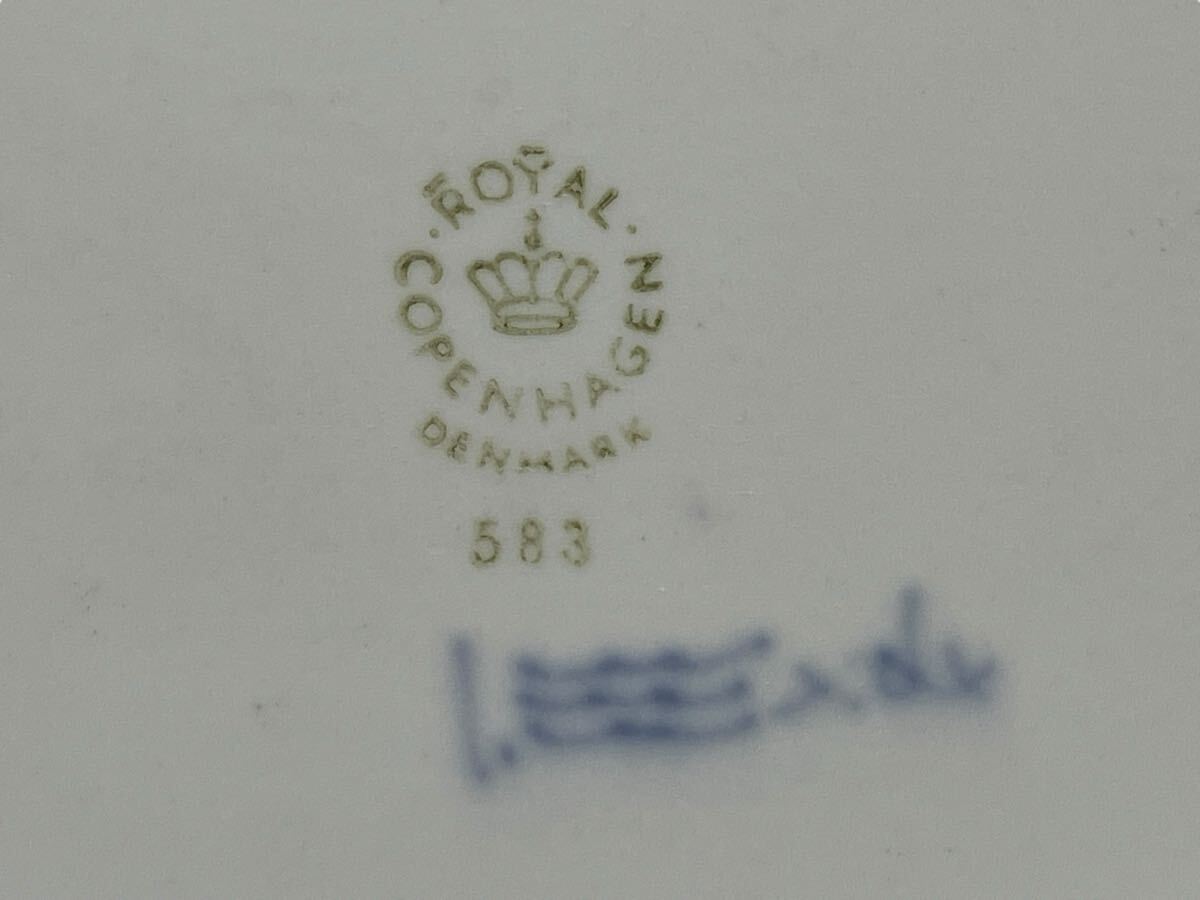 ROYAL
COPENHAGEN
DENMARK
583